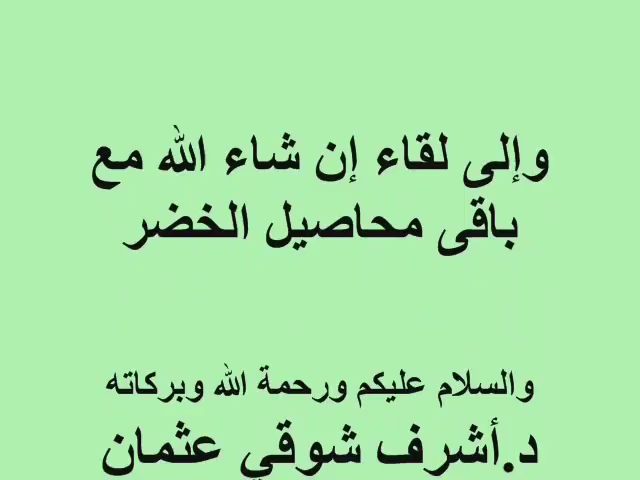 وإلى لقاء إن شاء الله مع
باقى محاصيل الخضر
والسلام عليكم ورحمة الله وبركاته
د.أشرف شوقي عثمان